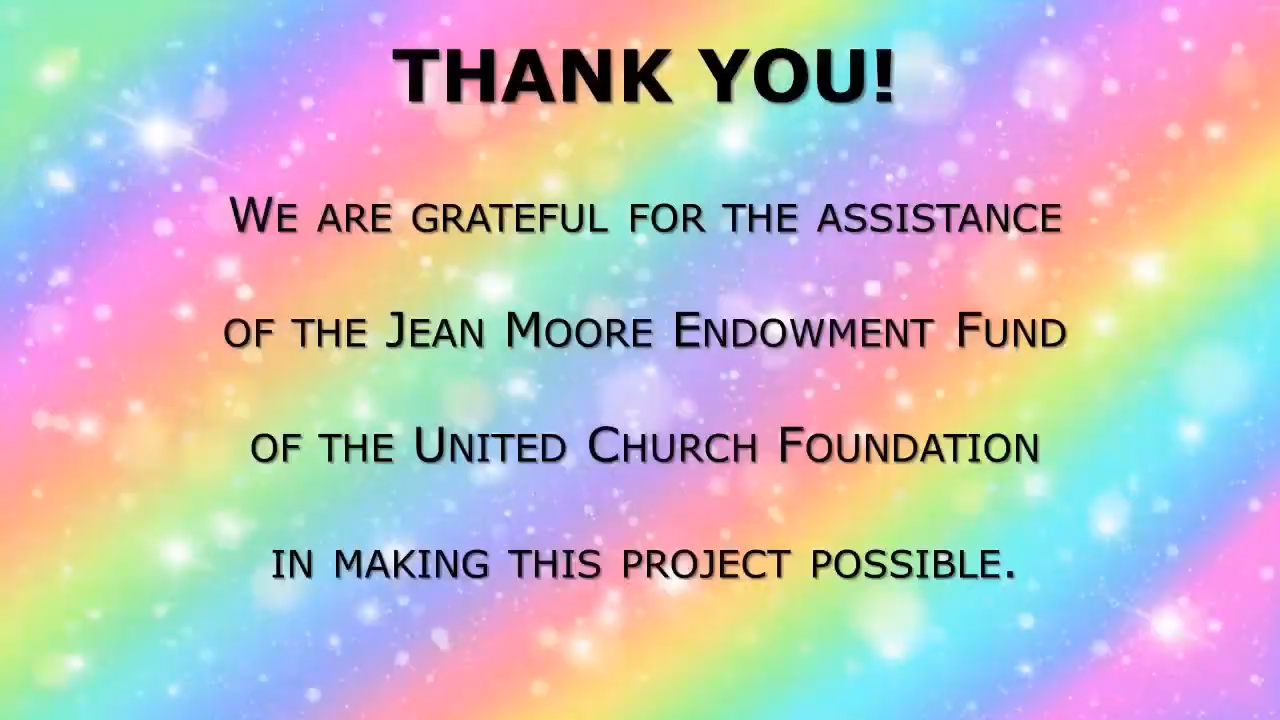 THANK YOU!
We are grateful for the assistance
of the Jean Moore Endowment Fund
of the United Church Foundation
in making this project possible.